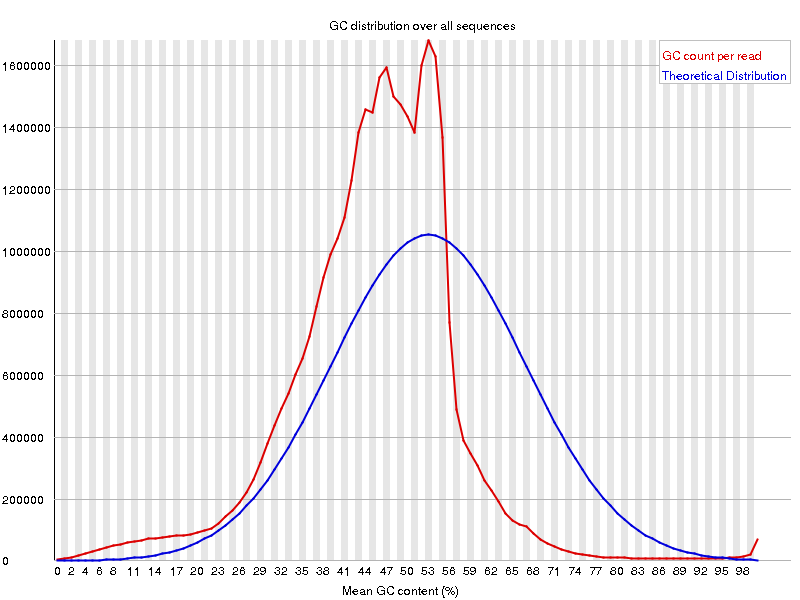 GC distribution over all sequences
GC count per read
Theoretical Distribution
1600000
1400000
1200000
1000000
800000
600000
400000
200000
0
0 2 4 6 8 11 14 17 20 23 26 29 32 35 38 41 44 47 50 53 56 59 62 65 68 71 74 77 80 83 86 89 92 95 98
Mean GC content (%)